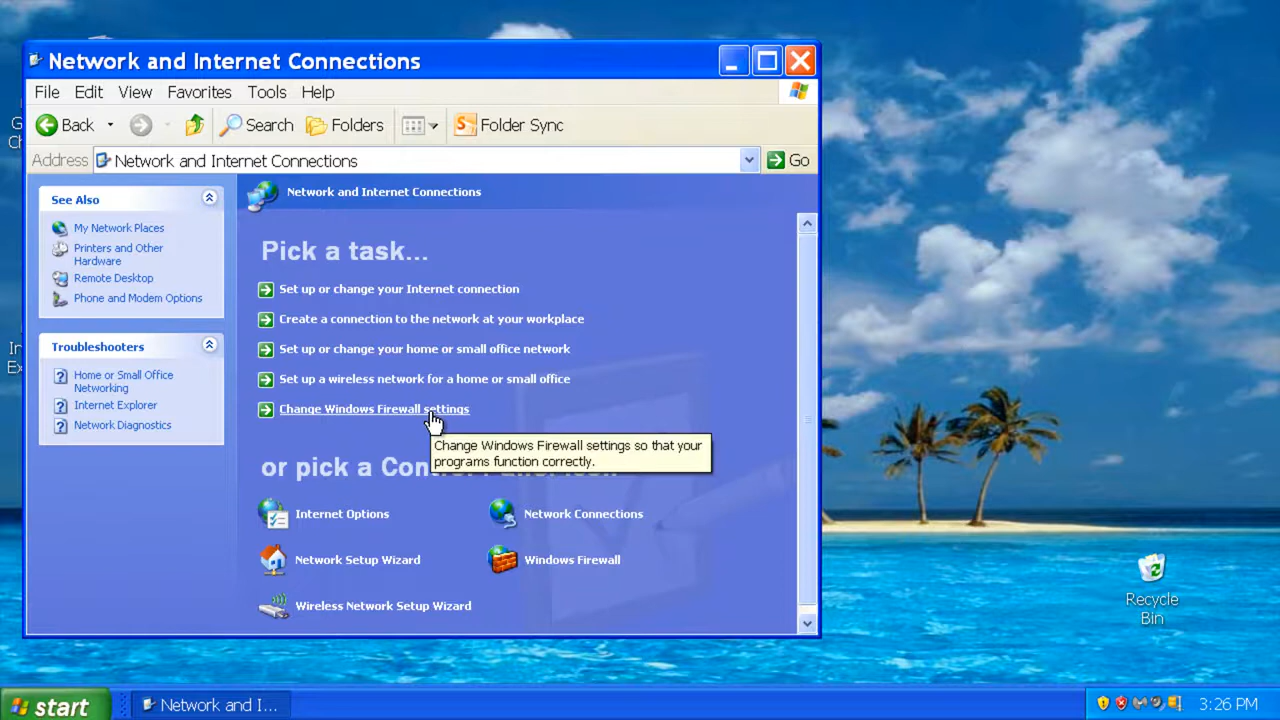 Network and Internet Connections
File Edit View Favorites Tools Help
Back Search Folders Folder Sync
Address Network and Internet Connections Go
See Also
My Network Places
Printers and Other
Hardware
Remote Desktop
Phone and Modem Options
Troubleshooters
Home or Small Office
Networking
Internet Explorer
Network Diagnostics
Network and Internet Connections
Pick a task...
Set up or change your Internet connection
Create a connection to the network at your workplace
Set up or change your home or small office network
Set up a wireless network for a home or small office
Change Windows Firewall settings
Change Windows Firewall settings so that your
programs function correctly.
or pick a Con
Internet Options
Network Connections
Network Setup Wizard
Windows Firewall
Wireless Network Setup Wizard
Recycle
Bin
start
Network and I...
3:26 PM